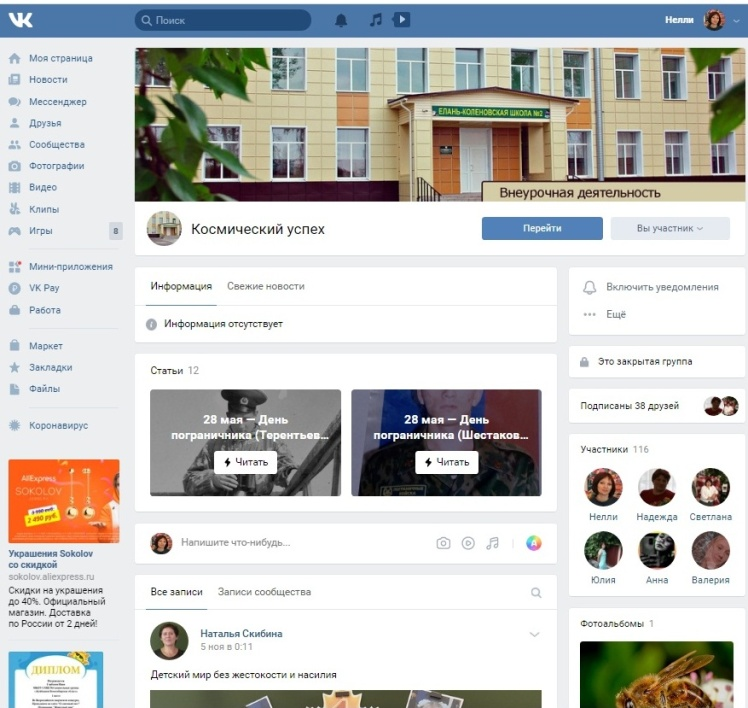 Поиск
Нелли
Моя страница
Новости
Мессенджер
Друзья
Сообщества
Фотографии
Видео
Клипы
Игры
8
Мини-приложения
VK Pay
Работа
Маркет
Закладки
Файлы
Коронавирус
AliExpress
SOKOLOV
2 490 руб.
Украшения Sokolov
со скидкой
sokolov.aliexpress.ru
Скидки на украшения
до 40%. Официальный
магазин. Доставка
по России от 2 дней!
ДИПЛОМ
ЕЛАНЬ-КОЛЕНОВСКАЯ ШКОЛА №2
Внеурочная деятельность
Космический успех
Перейти
Вы участник
Информация
Свежие новости
Информация отсутствует
Статьи 12
28 мая — День
пограничника (Терентьев...
Читать
28 мая — День
пограничника (Шестаков...
Читать
Напишите что-нибудь...
Все записи
Записи сообщества
Наталья Скибина
5 ноя в 0:11
Детский мир без жестокости и насилия
Включить уведомления
Ещё
Это закрытая группа
Подписаны 38 друзей
Участники 116
Нелли
Надежда
Светлана
Юлия
Анна
Валерия
Фотоальбомы 1